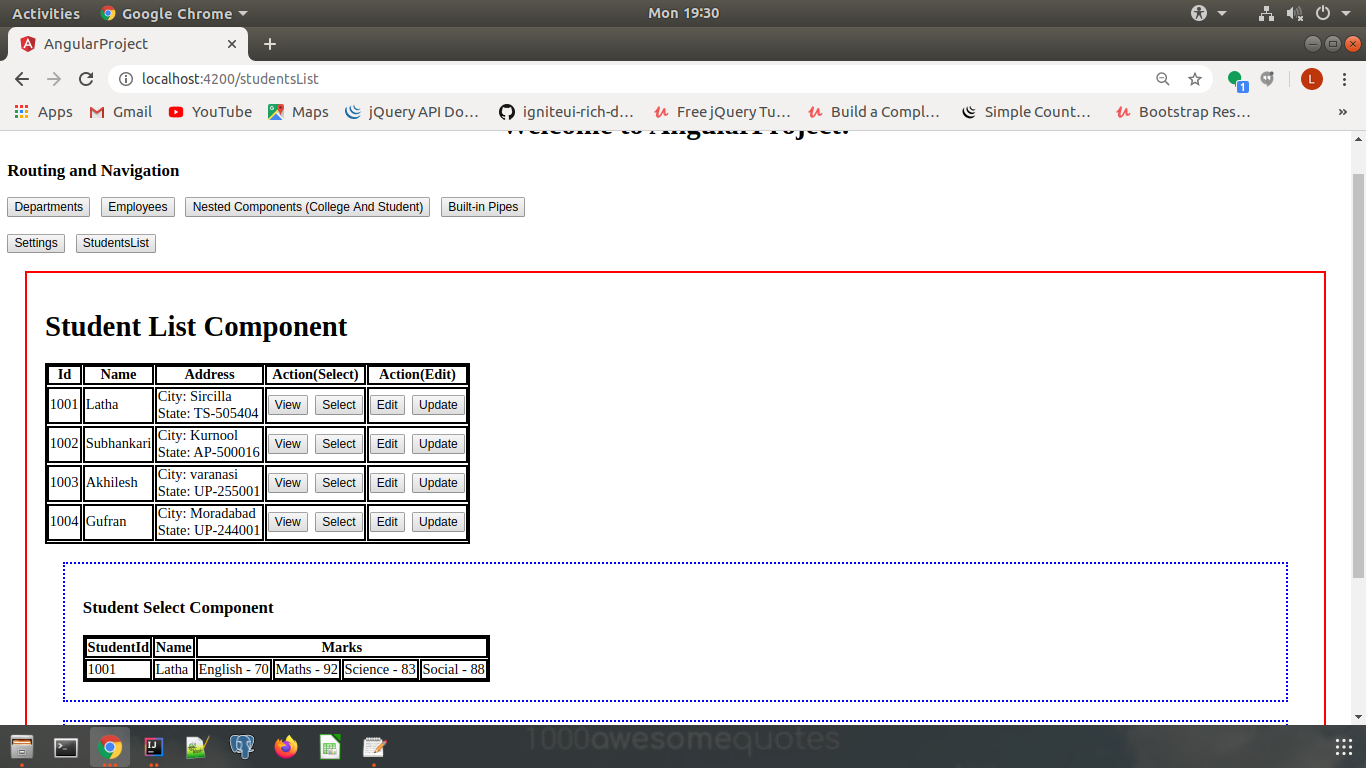 Activities Google Chrome Mon 19:30
AngularProject
localhost:4200/studentsList
Apps Gmail YouTube Maps jQuery API Do… igniteui-rich-d… Free jQuery Tu… Build a Compl… Simple Count… Bootstrap Res… »
1
L
Welcome to AngularProject!
Routing and Navigation
Departments Employees Nested Components (College And Student) Built-in Pipes
Settings StudentsList
Student List Component
Id Name Address Action(Select) Action(Edit)
1001 Latha City: Sircilla State: TS-505404 View Select Edit Update
1002 Subhankari City: Kurnool State: AP-500016 View Select Edit Update
1003 Akhilesh City: varanasi State: UP-255001 View Select Edit Update
1004 Gufran City: Moradabad State: UP-244001 View Select Edit Update
Student Select Component
StudentId Name Marks
1001 Latha English - 70 Maths - 92 Science - 83 Social - 88
1000awesomequotes